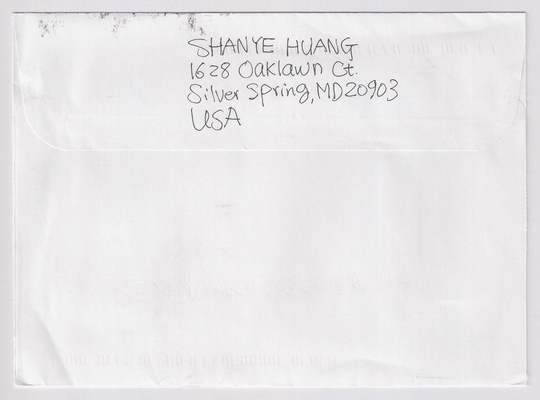 SHANYE HUANG
1628 Oaklawn Ct.
Silver Spring, MD 20903
USA